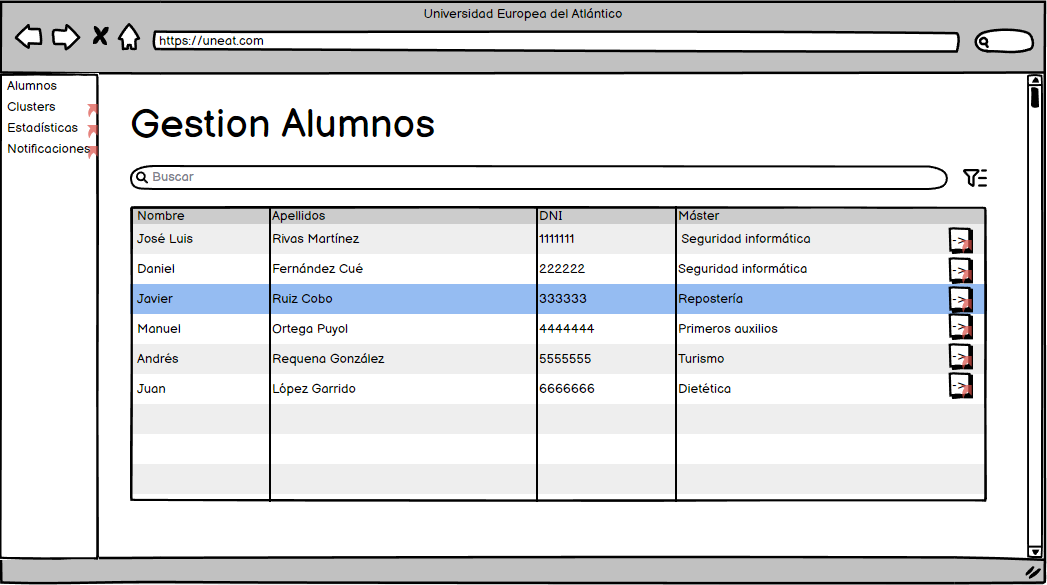 Universidad Europea del Atlántico
https://uneat.com
Alumnos
Clusters
Estadísticas
Notificaciones
Gestion Alumnos
Buscar
Nombre Apellidos DNI Máster
José Luis Rivas Martínez 1111111 Seguridad informática ->
Daniel Fernández Cué 222222 Seguridad informática ->
Javier Ruiz Cobo 333333 Repostería ->
Manuel Ortega Puyol 4444444 Primeros auxilios ->
Andrés Requena González 5555555 Turismo ->
Juan López Garrido 6666666 Dietética ->